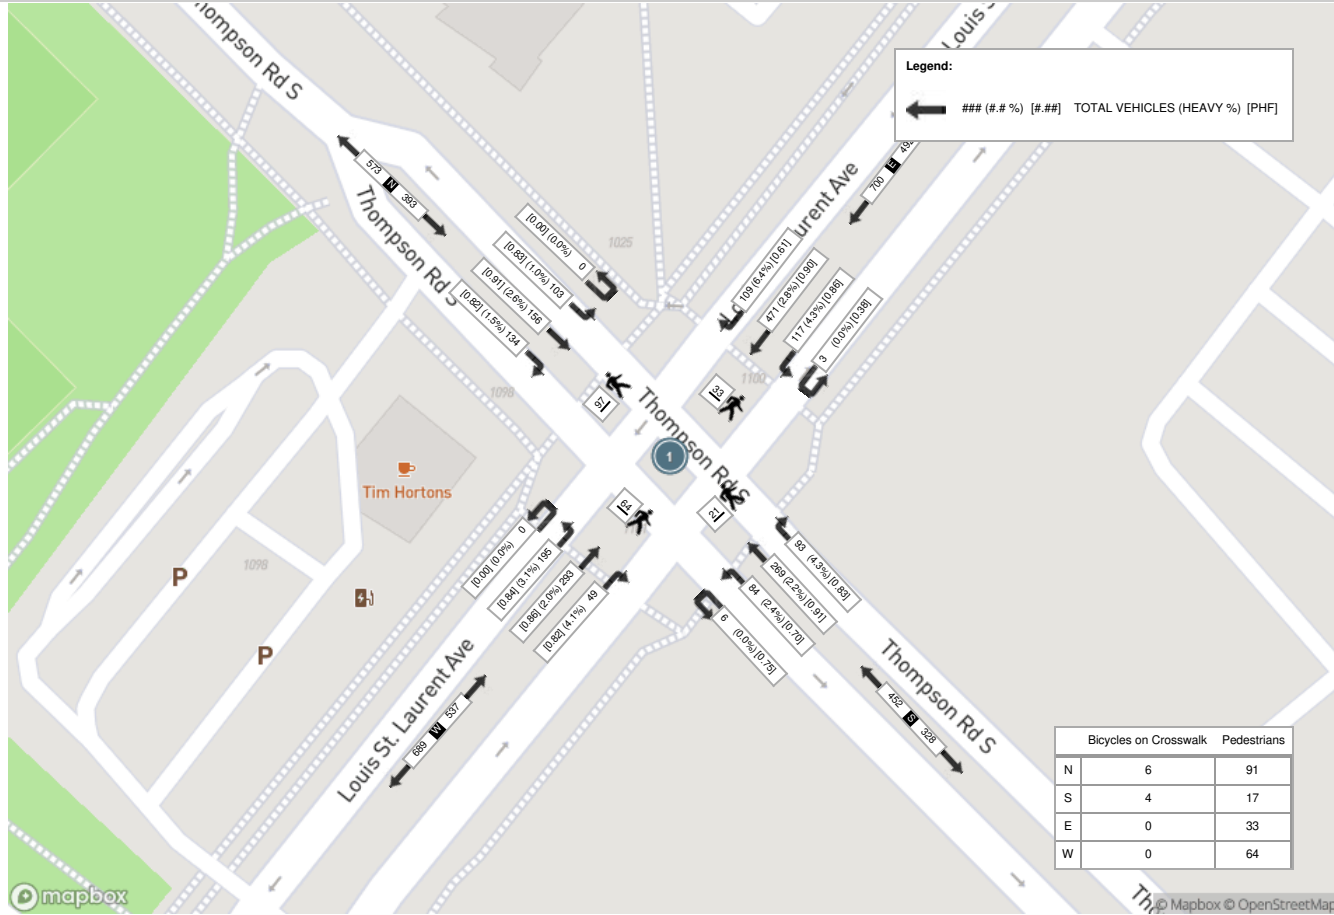 Thompson Rd S
Louis S
Legend:
### (#.# %) [#.##] TOTAL VEHICLES (HEAVY %) [PHF]
573 N 393
700 E
Thompson Rd S
[0.00] (0.0%) 0
[0.83] (1.0%) 103
[0.91] (2.6%) 156
[0.82] (1.5%) 134
1025
urent Ave
109 (6.4%) [0.61]
471 (2.8%) [0.90]
117 (4.3%) [0.86]
3 (0.0%) [0.38]
1098
1100
97
33
Thompson Rd S
1
Tim Hortons
64
21
[0.00] (0.0%) 0
[0.84] (3.1%) 195
[0.86] (2.0%) 293
[0.82] (4.1%) 49
93 (4.3%) [0.83]
269 (2.2%) [0.91]
84 (2.4%) [0.70]
6 (0.0%) [0.75]
1098
P
P
Louis St. Laurent Ave
689 W 537
Thompson Rd S
452 S 328
Bicycles on Crosswalk Pedestrians
N 6 91
S 4 17
E 0 33
W 0 64
mapbox
© Mapbox © OpenStreetMap